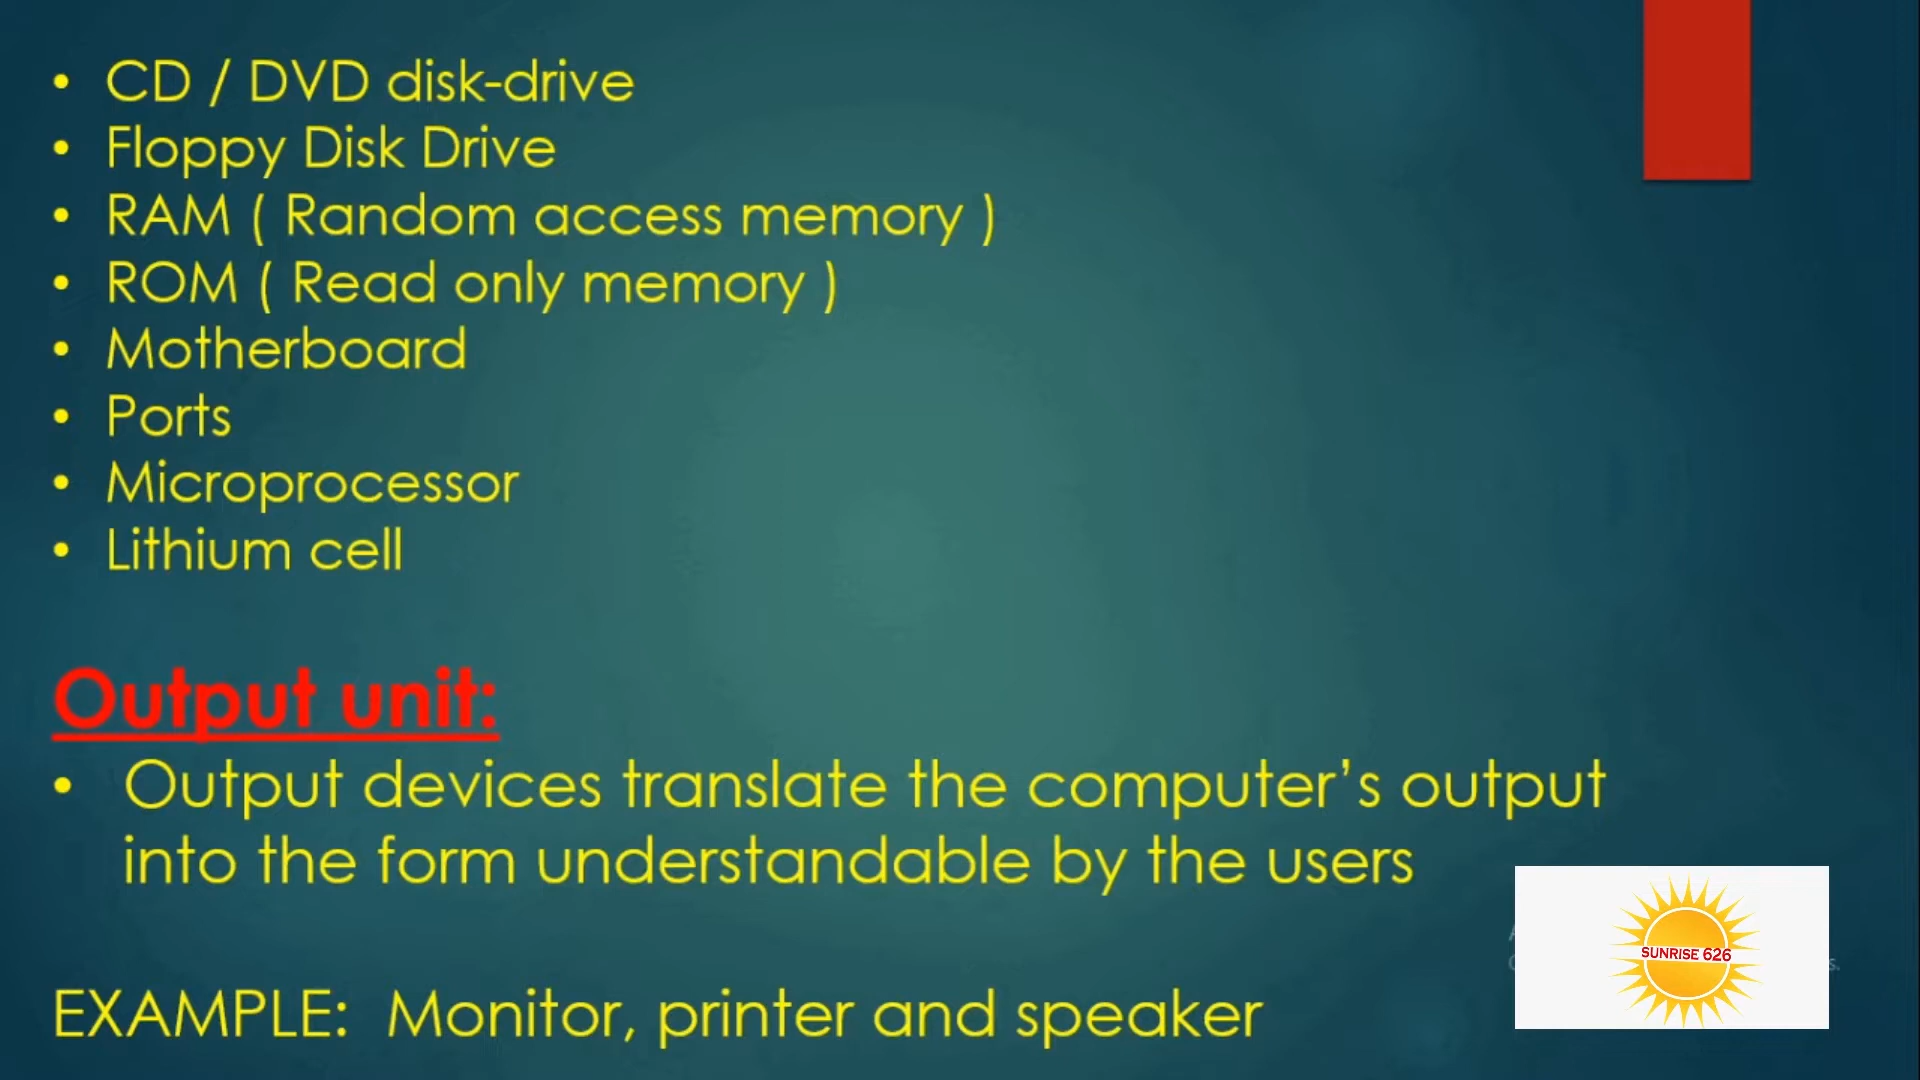 • CD / DVD disk-drive
• Floppy Disk Drive
• RAM ( Random access memory )
• ROM ( Read only memory )
• Motherboard
• Ports
• Microprocessor
• Lithium cell
Output unit:
• Output devices translate the computer’s output
into the form understandable by the users
SUNRISE 626
EXAMPLE: Monitor, printer and speaker